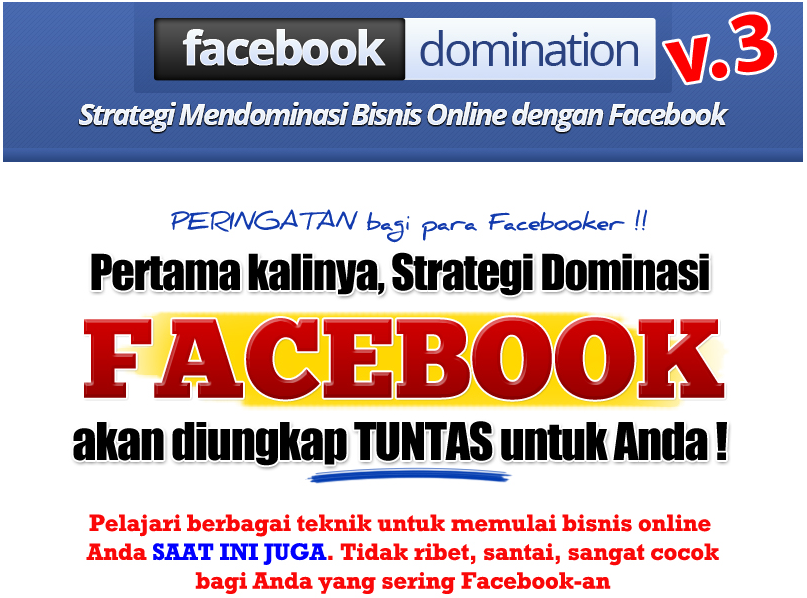 facebook domination v.3
Strategi Mendominasi Bisnis Online dengan Facebook
PERINGATAN bagi para Facebooker !!
Pertama kalinya, Strategi Dominasi
FACEBOOK
akan diungkap TUNTAS untuk Anda !
Pelajari berbagai teknik untuk memulai bisnis online
Anda SAAT INI JUGA. Tidak ribet, santai, sangat cocok
bagi Anda yang sering Facebook-an